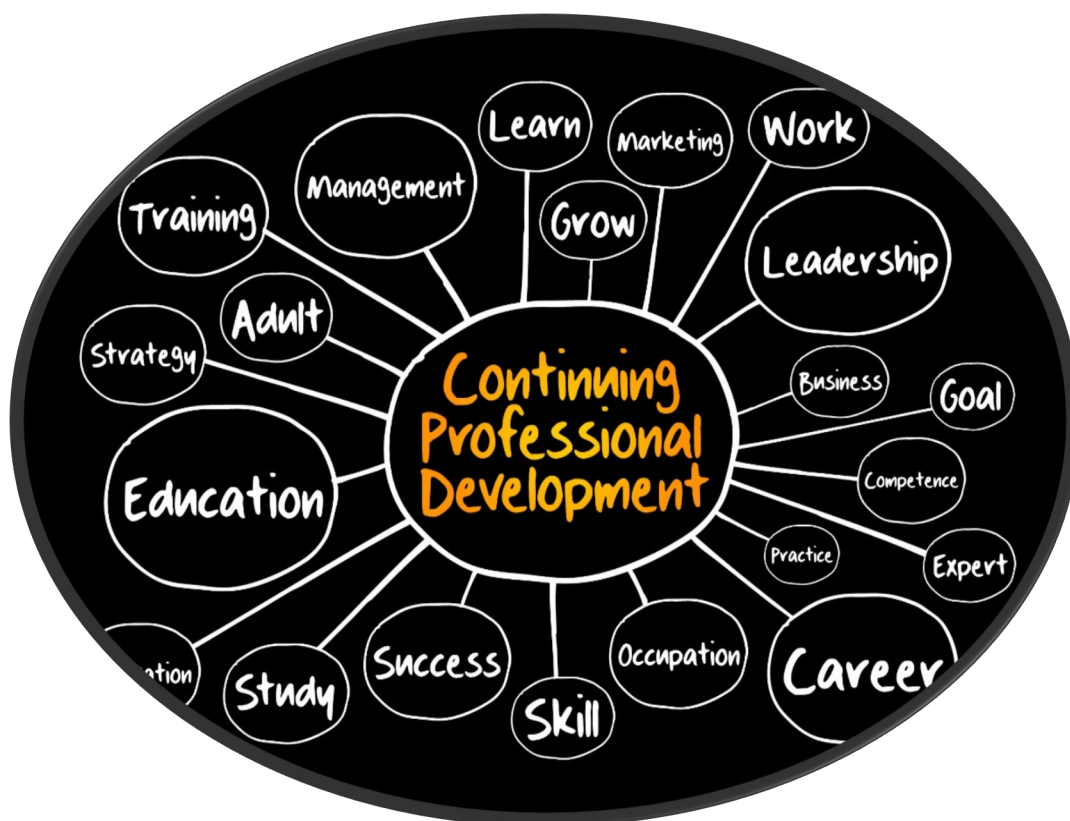 Learn
Marketing
Work
Management
Training
Grow
Leadership
Adult
Strategy
Continuing
Professional
Development
Business
Goal
Education
Competence
Practice
Expert
Success
Occupation
Career
Study
Skill